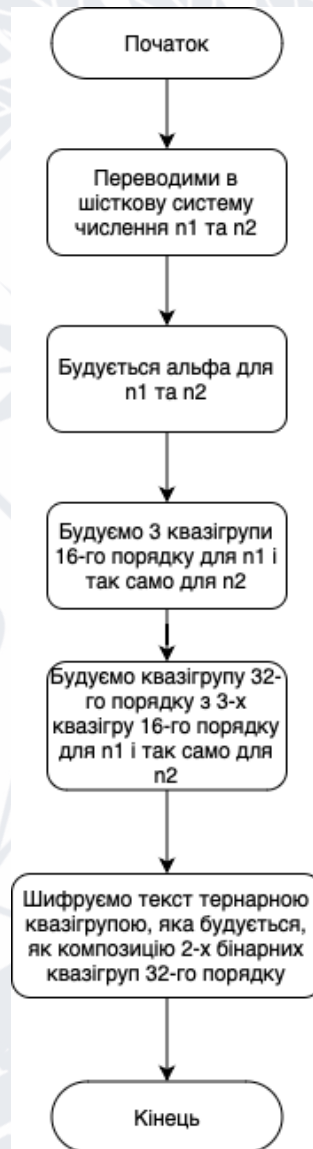 Початок
Переводими в
шісткову систему
числення n1 та n2
Будується альфа для
n1 та n2
Будуємо 3 квазігрупи
16-го порядку для n1 і
так само для n2
Будуємо квазігрупу 32-
го порядку з 3-х
квазігру 16-го порядку
для n1 і так само для
n2
Шифруємо текст тернарною
квазігрупою, яка будується,
як композицію 2-х бінарних
квазігруп 32-го порядку
Кінець